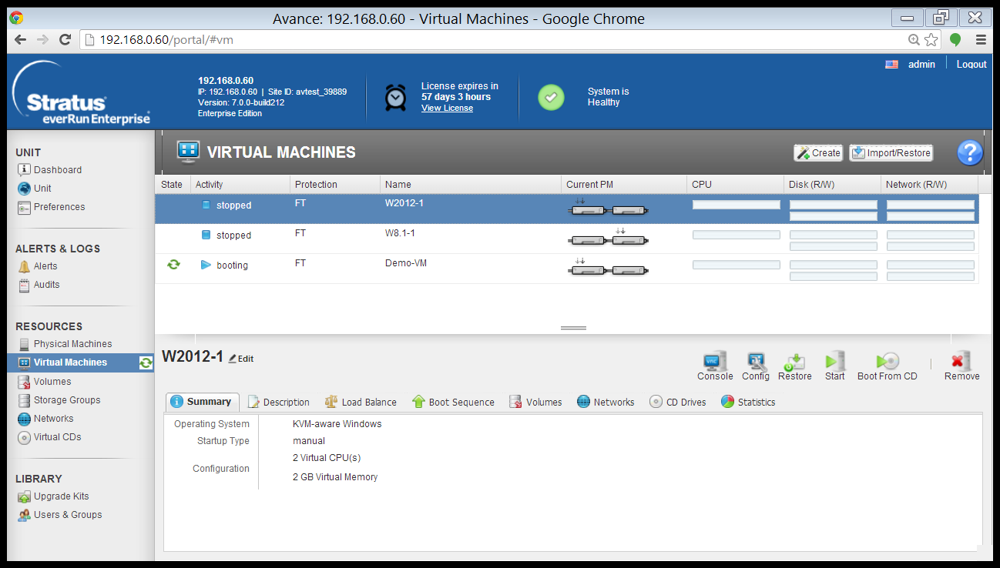 Avance: 192.168.0.60 - Virtual Machines - Google Chrome
192.168.0.60/portal/#vm
admin
Logout
Stratus
everRun Enterprise
192.168.0.60
IP: 192.168.0.60 | Site ID: avtest_39889
Version: 7.0.0-build212
Enterprise Edition
License expires in
57 days 3 hours
View License
System is
Healthy
UNIT
Dashboard
Unit
Preferences
ALERTS & LOGS
Alerts
Audits
RESOURCES
Physical Machines
Virtual Machines
Volumes
Storage Groups
Networks
Virtual CDs
LIBRARY
Upgrade Kits
Users & Groups
VIRTUAL MACHINES
Create
Import/Restore
?
State Activity Protection Name Current PM CPU Disk (R/W) Network (R/W)
stopped FT W2012-1
stopped FT W8.1-1
booting FT Demo-VM
W2012-1 Edit
Console Config Restore Start Boot From CD Remove
Summary Description Load Balance Boot Sequence Volumes Networks CD Drives Statistics
Operating System KVM-aware Windows
Startup Type manual
Configuration 2 Virtual CPU(s)
2 GB Virtual Memory